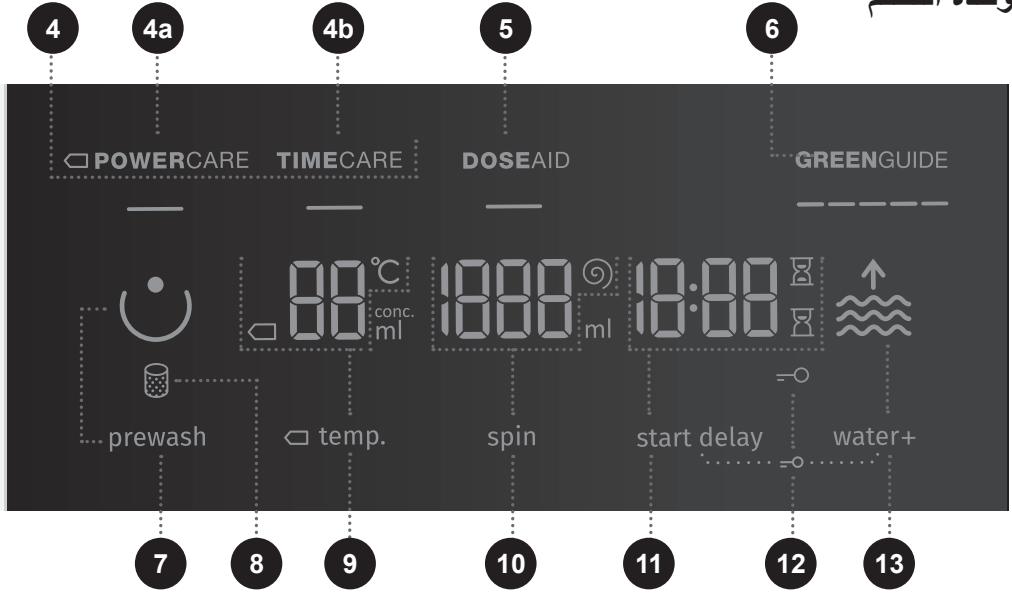 4 4a 4b 5 6
POWERCARE TIMECARE DOSEAID GREENGUIDE
88 °C conc. ml 1888 ml 18:88
prewash temp. spin start delay water+
7 8 9 10 11 12 13